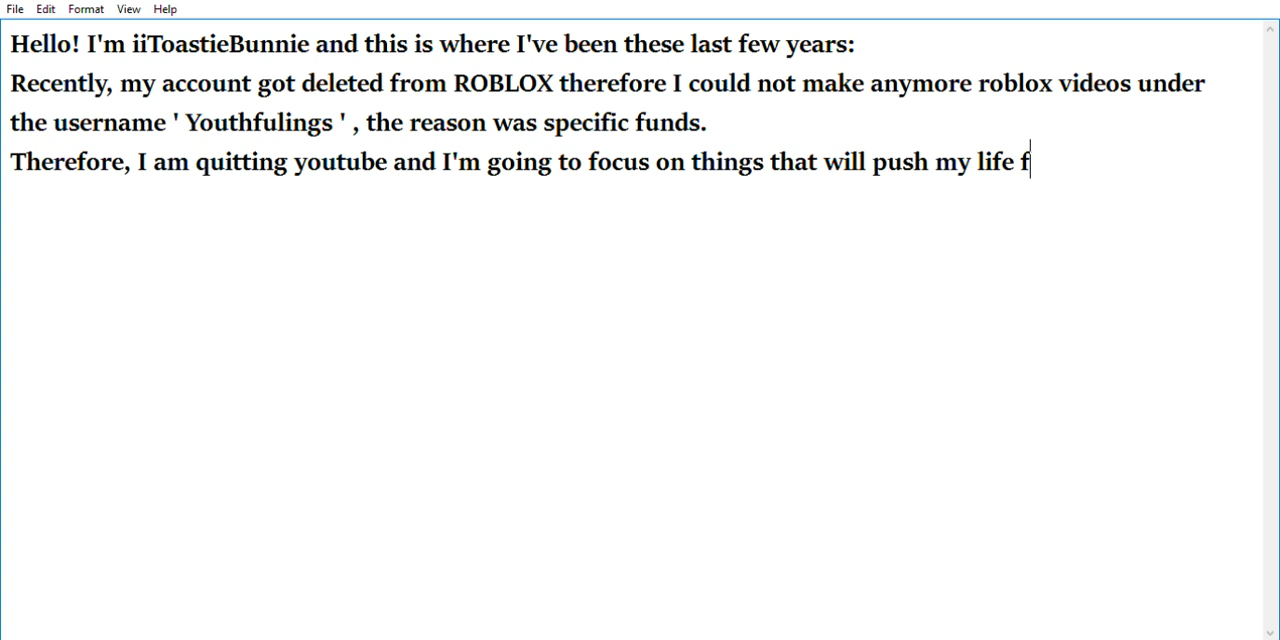 File Edit Format View Help
Hello! I'm iiToastieBunnie and this is where I've been these last few years:
Recently, my account got deleted from ROBLOX therefore I could not make anymore roblox videos under
the username ' Youthfulings ' , the reason was specific funds.
Therefore, I am quitting youtube and I'm going to focus on things that will push my life f